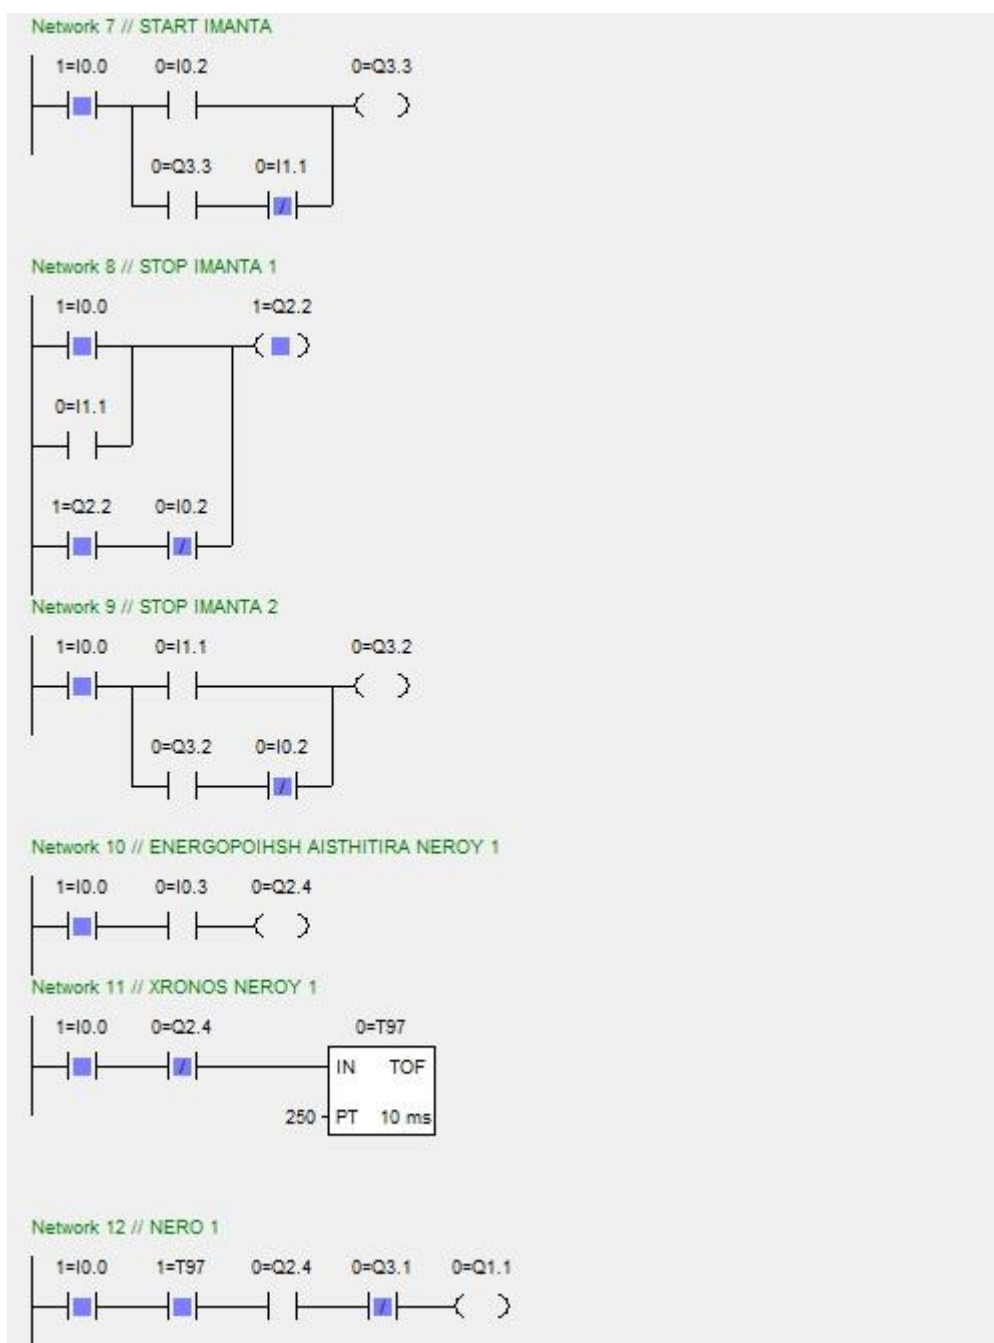 Network 7 // START IMANTA
1=I0.0 0=I0.2 0=Q3.3
0=Q3.3 0=I1.1
/
Network 8 // STOP IMANTA 1
1=I0.0 1=Q2.2
0=I1.1
1=Q2.2 0=I0.2
/
Network 9 // STOP IMANTA 2
1=I0.0 0=I1.1 0=Q3.2
0=Q3.2 0=I0.2
/
Network 10 // ENERGOPOIHSH AISTHITIRA NEROY 1
1=I0.0 0=I0.3 0=Q2.4
Network 11 // XRONOS NEROY 1
1=I0.0 0=Q2.4 0=T97
/ IN TOF
250 PT 10 ms
Network 12 // NERO 1
1=I0.0 1=T97 0=Q2.4 0=Q3.1 0=Q1.1
/